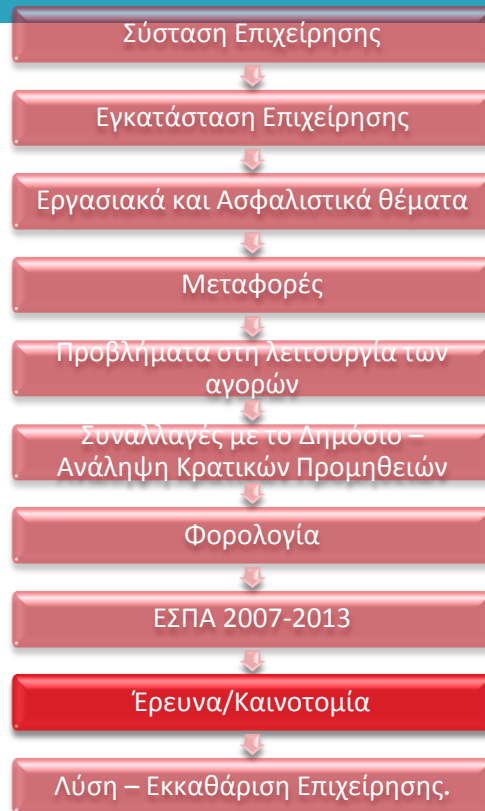 Σύσταση Επιχείρησης
Εγκατάσταση Επιχείρησης
Εργασιακά και Ασφαλιστικά θέματα
Μεταφορές
Προβλήματα στη λειτουργία των
αγορών
Συναλλαγές με το Δημόσιο –
Ανάληψη Κρατικών Προμηθειών
Φορολογία
ΕΣΠΑ 2007-2013
Έρευνα/Καινοτομία
Λύση – Εκκαθάριση Επιχείρησης.